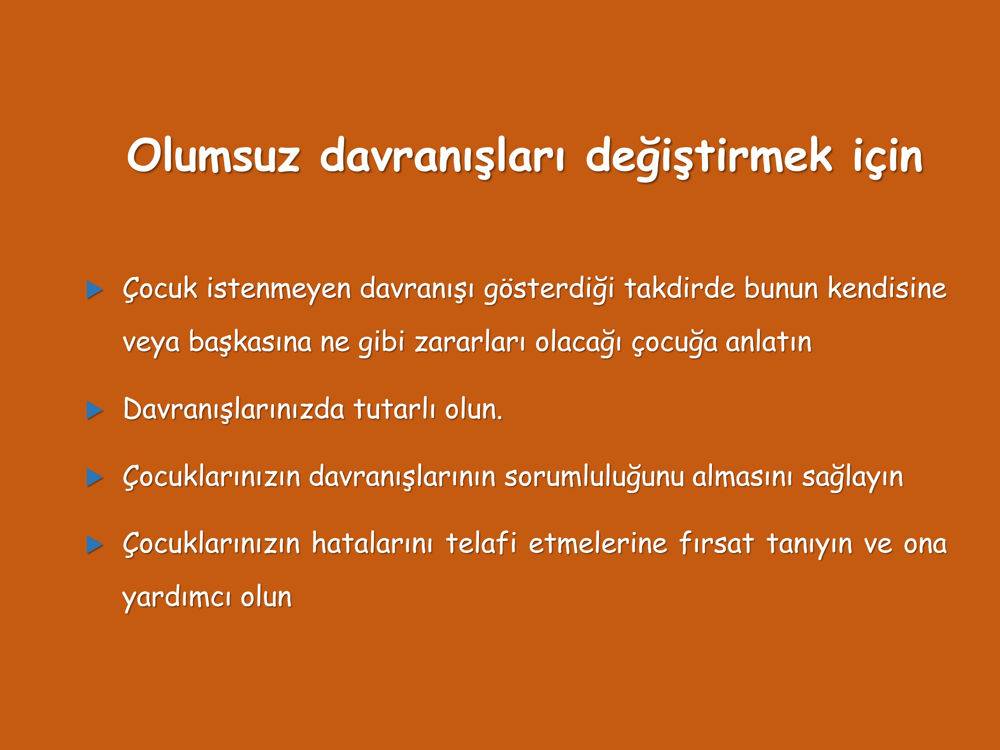 Olumsuz davranışları değiştirmek için
Çocuk istenmeyen davranışı gösterdiği takdirde bunun kendisine
veya başkasına ne gibi zararları olacağı çocuğa anlatın
Davranışlarınızda tutarlı olun.
Çocuklarınızın davranışlarının sorumluluğunu almasını sağlayın
Çocuklarınızın hatalarını telafi etmelerine fırsat tanıyın ve ona
yardımcı olun